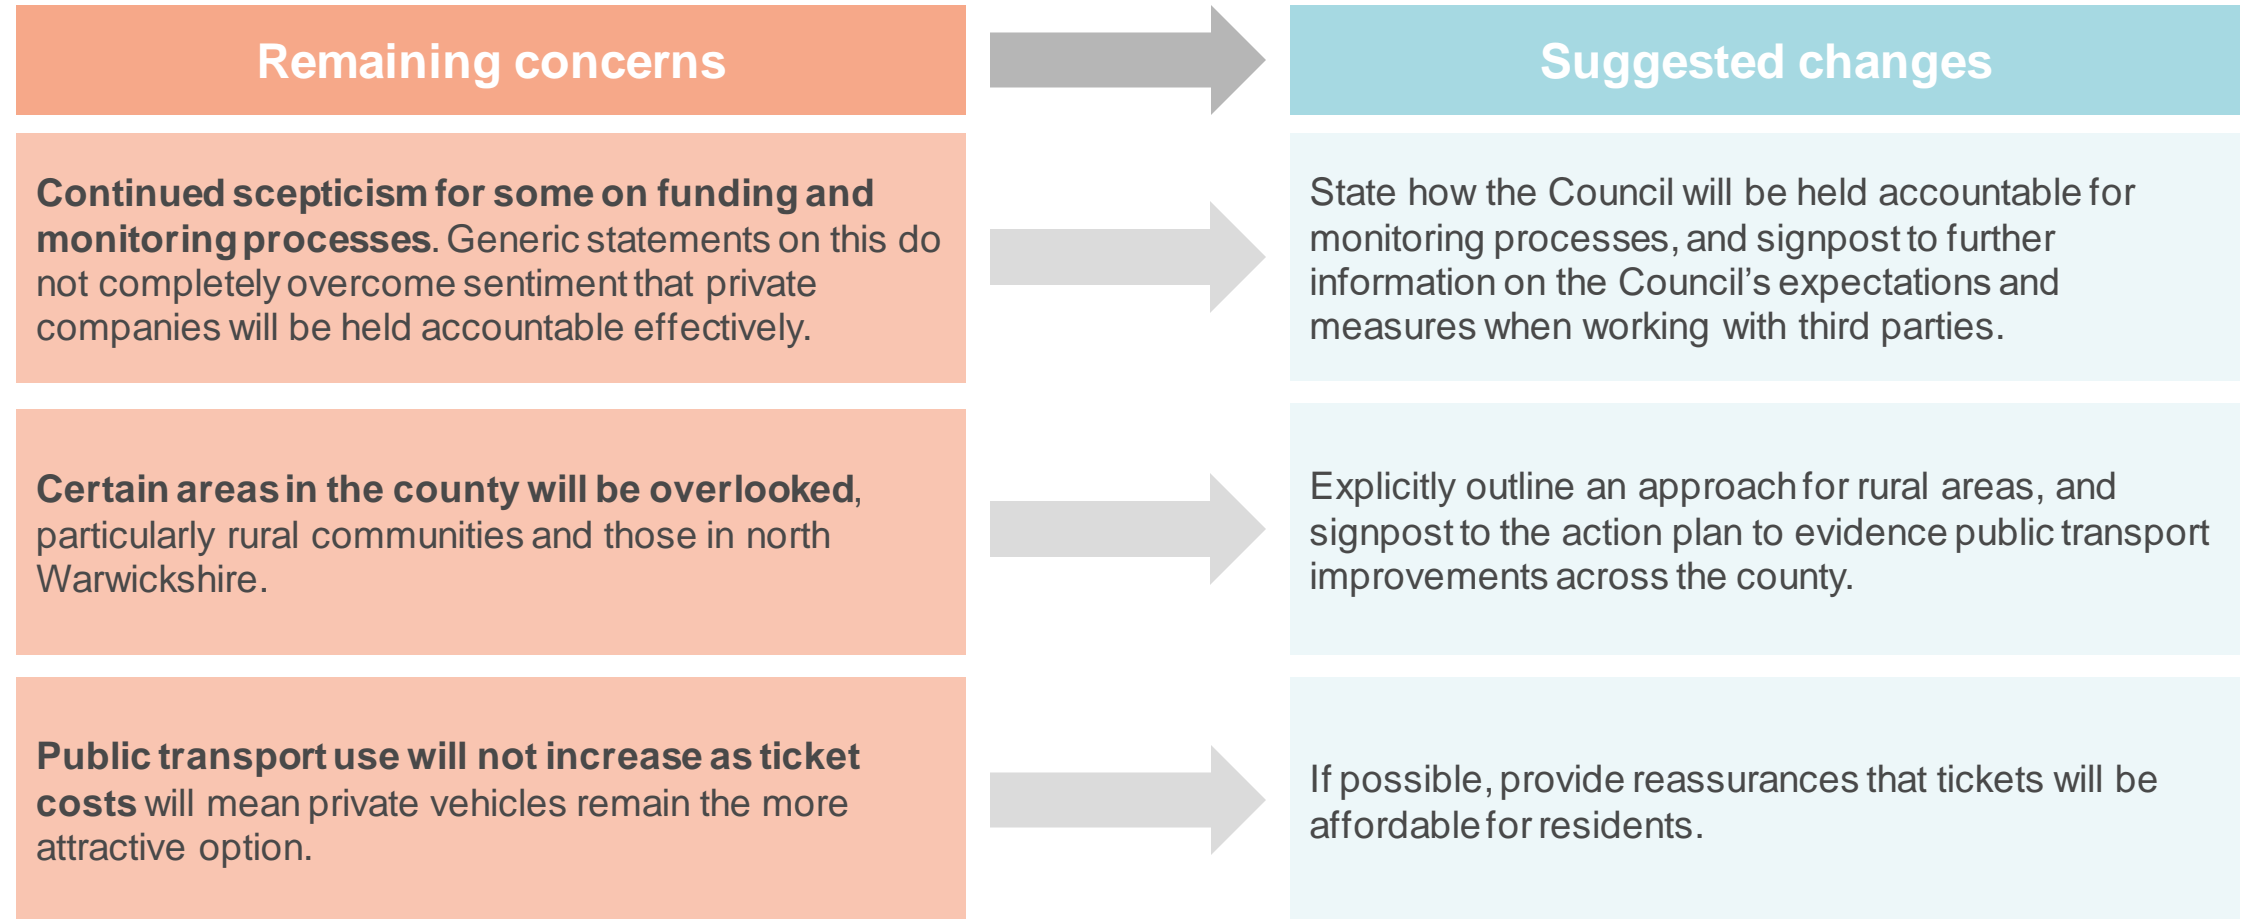 Remaining concerns
Suggested changes
Continued scepticism for some on funding and
monitoring processes. Generic statements on this do
not completely overcome sentiment that private
companies will be held accountable effectively.
State how the Council will be held accountable for
monitoring processes, and signpost to further
information on the Council’s expectations and
measures when working with third parties.
Certain areas in the county will be overlooked,
particularly rural communities and those in north
Warwickshire.
Explicitly outline an approach for rural areas, and
signpost to the action plan to evidence public transport
improvements across the county.
Public transport use will not increase as ticket
costs will mean private vehicles remain the more
attractive option.
If possible, provide reassurances that tickets will be
affordable for residents.